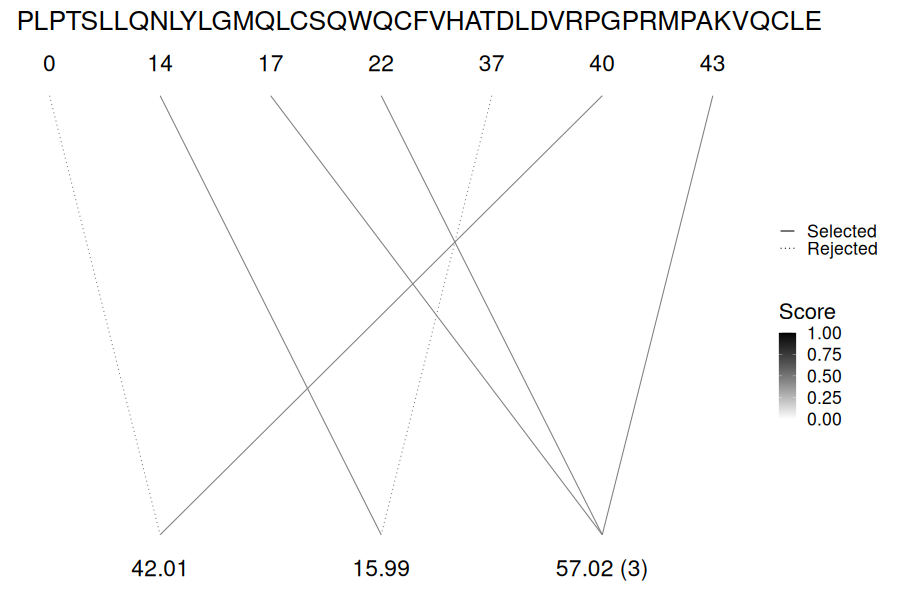 PLPTSLLQNLYLGMQLCSQWQCFVHATDLDVRPGPRMPAKVQCLE
0 14 17 22 37 40 43
Selected
Rejected
Score
1.00
0.75
0.50
0.25
0.00
42.01 15.99 57.02 (3)